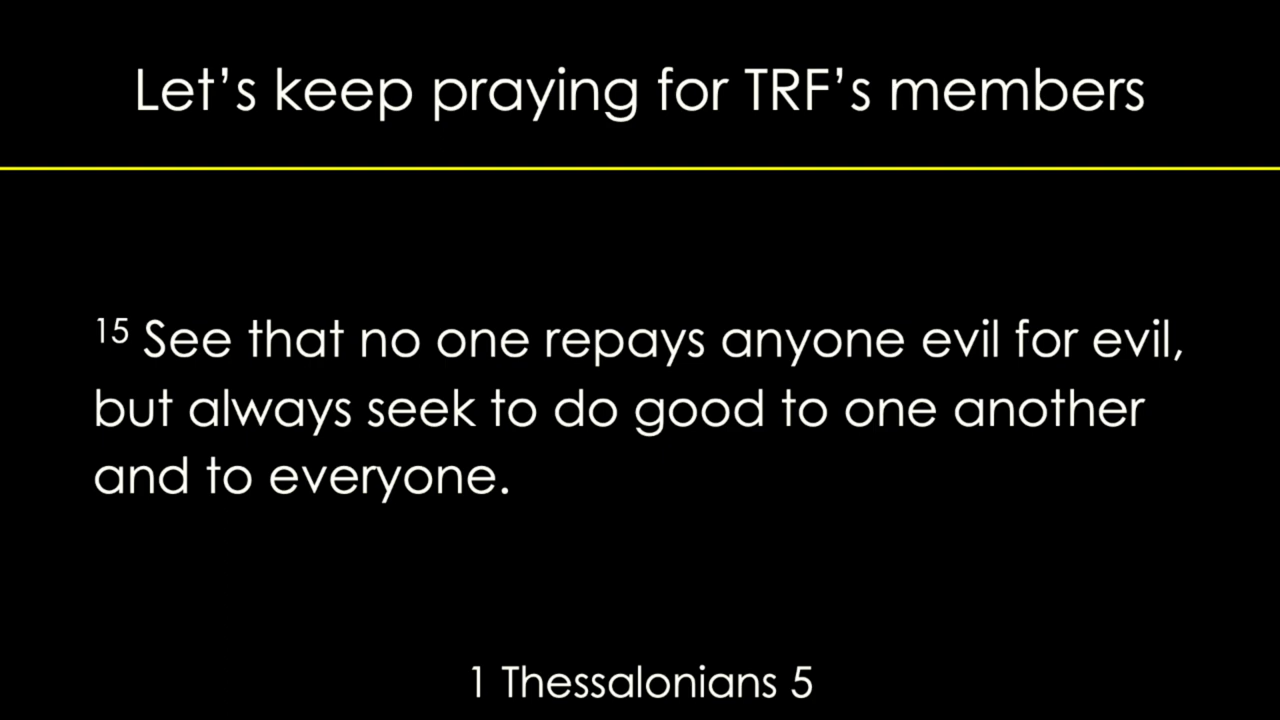 Let’s keep praying for TRF’s members
15 See that no one repays anyone evil for evil,
but always seek to do good to one another
and to everyone.
1 Thessalonians 5